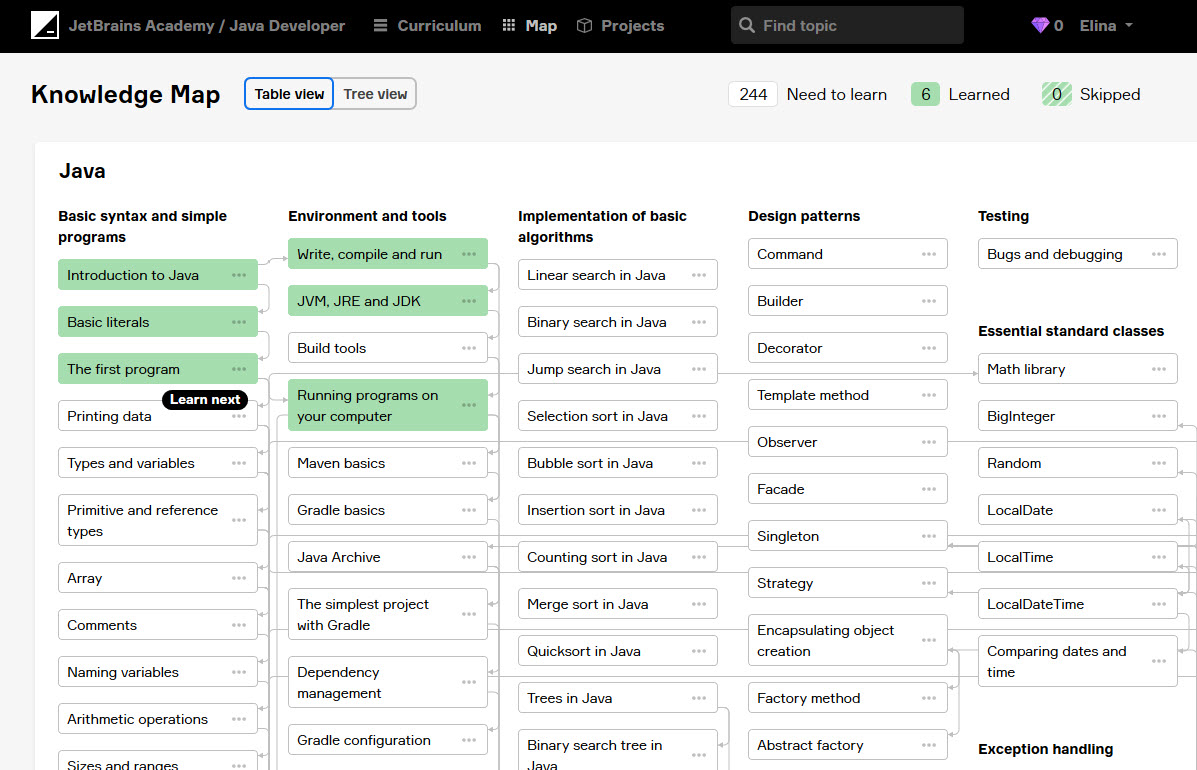 JetBrains Academy / Java Developer
Curriculum
Map
Projects
Find topic
0
Elina
Knowledge Map
Table view
Tree view
244 Need to learn
6 Learned
0 Skipped
Java
Basic syntax and simple
programs
Introduction to Java
Basic literals
The first program
Learn next
Printing data
Types and variables
Primitive and reference
types
Array
Comments
Naming variables
Arithmetic operations
Sizes and ranges
Environment and tools
Write, compile and run
JVM, JRE and JDK
Build tools
Running programs on
your computer
Maven basics
Gradle basics
Java Archive
The simplest project
with Gradle
Dependency
management
Gradle configuration
Implementation of basic
algorithms
Linear search in Java
Binary search in Java
Jump search in Java
Selection sort in Java
Bubble sort in Java
Insertion sort in Java
Counting sort in Java
Merge sort in Java
Quicksort in Java
Trees in Java
Binary search tree in
Java
Design patterns
Command
Builder
Decorator
Template method
Observer
Facade
Singleton
Strategy
Encapsulating object
creation
Factory method
Abstract factory
Testing
Bugs and debugging
Essential standard classes
Math library
BigInteger
Random
LocalDate
LocalTime
LocalDateTime
Comparing dates and
time
Exception handling